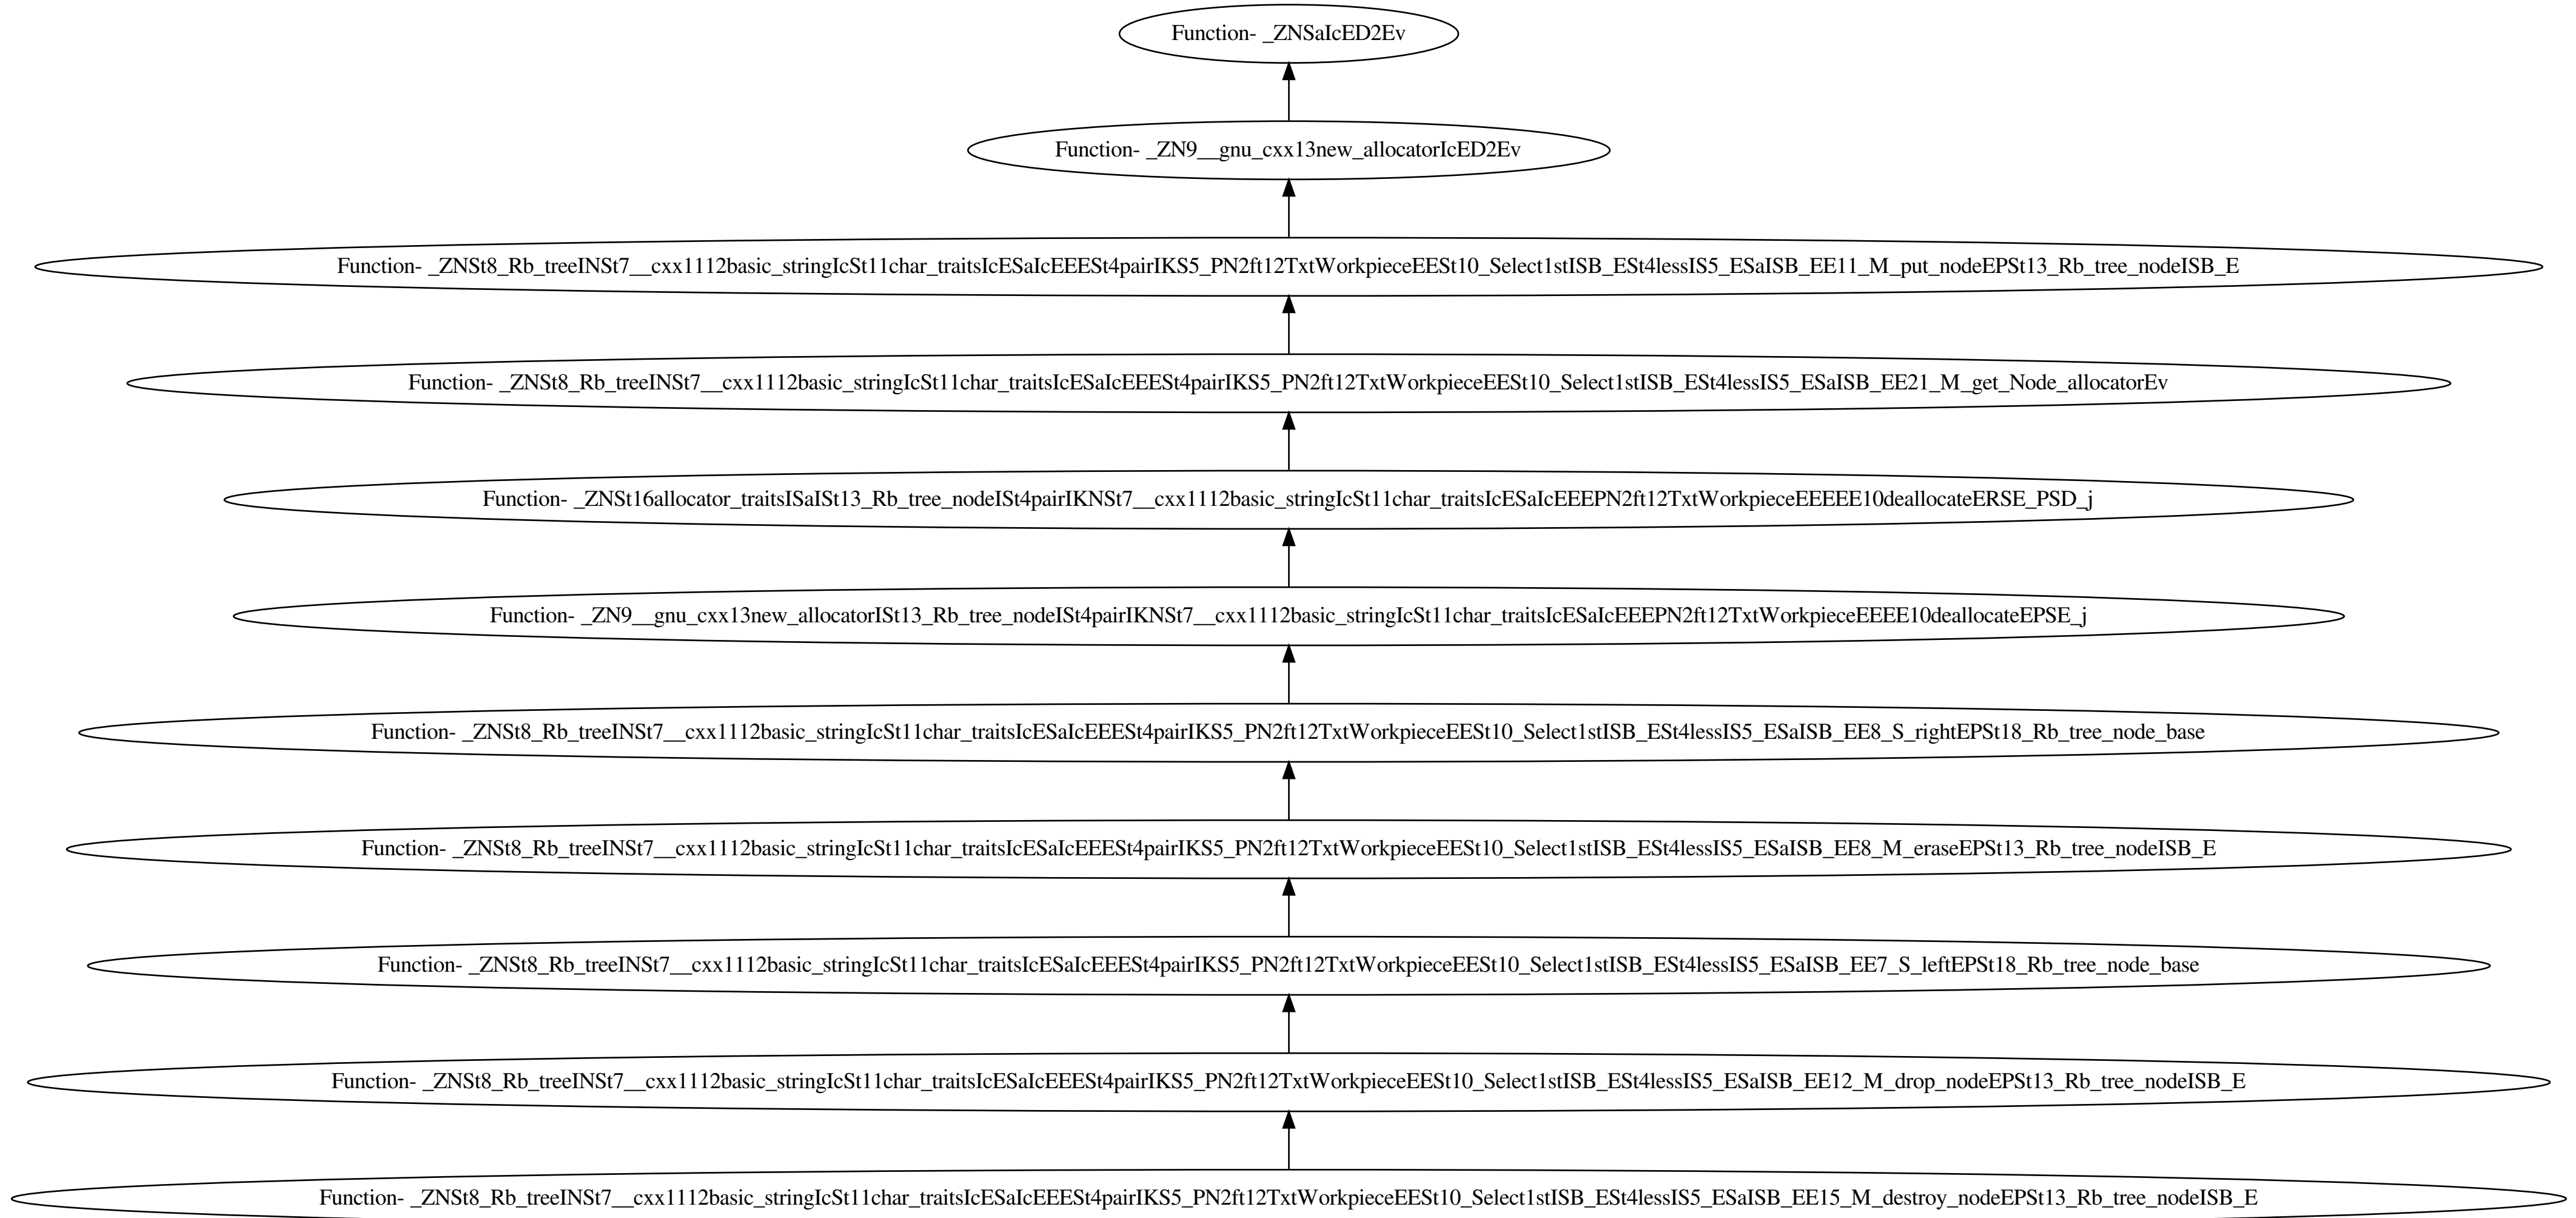 Function- _ZNSaIcED2Ev
Function- _ZN9__gnu_cxx13new_allocatorIcED2Ev
Function- _ZNSt8_Rb_treeINSt7__cxx1112basic_stringIcSt11char_traitsIcESaIcEEESt4pairIKS5_PN2ft12TxtWorkpieceEESt10_Select1stISB_ESt4lessIS5_ESaISB_EE11_M_put_nodeEPSt13_Rb_tree_nodeISB_E
Function- _ZNSt8_Rb_treeINSt7__cxx1112basic_stringIcSt11char_traitsIcESaIcEEESt4pairIKS5_PN2ft12TxtWorkpieceEESt10_Select1stISB_ESt4lessIS5_ESaISB_EE21_M_get_Node_allocatorEv
Function- _ZNSt16allocator_traitsISaISt13_Rb_tree_nodeISt4pairIKNSt7__cxx1112basic_stringIcSt11char_traitsIcESaIcEEEPN2ft12TxtWorkpieceEEEEE10deallocateERSE_PSD_j
Function- _ZN9__gnu_cxx13new_allocatorISt13_Rb_tree_nodeISt4pairIKNSt7__cxx1112basic_stringIcSt11char_traitsIcESaIcEEEPN2ft12TxtWorkpieceEEEE10deallocateEPSE_j
Function- _ZNSt8_Rb_treeINSt7__cxx1112basic_stringIcSt11char_traitsIcESaIcEEESt4pairIKS5_PN2ft12TxtWorkpieceEESt10_Select1stISB_ESt4lessIS5_ESaISB_EE8_S_rightEPSt18_Rb_tree_node_base
Function- _ZNSt8_Rb_treeINSt7__cxx1112basic_stringIcSt11char_traitsIcESaIcEEESt4pairIKS5_PN2ft12TxtWorkpieceEESt10_Select1stISB_ESt4lessIS5_ESaISB_EE8_M_eraseEPSt13_Rb_tree_nodeISB_E
Function- _ZNSt8_Rb_treeINSt7__cxx1112basic_stringIcSt11char_traitsIcESaIcEEESt4pairIKS5_PN2ft12TxtWorkpieceEESt10_Select1stISB_ESt4lessIS5_ESaISB_EE7_S_leftEPSt18_Rb_tree_node_base
Function- _ZNSt8_Rb_treeINSt7__cxx1112basic_stringIcSt11char_traitsIcESaIcEEESt4pairIKS5_PN2ft12TxtWorkpieceEESt10_Select1stISB_ESt4lessIS5_ESaISB_EE12_M_drop_nodeEPSt13_Rb_tree_nodeISB_E
Function- _ZNSt8_Rb_treeINSt7__cxx1112basic_stringIcSt11char_traitsIcESaIcEEESt4pairIKS5_PN2ft12TxtWorkpieceEESt10_Select1stISB_ESt4lessIS5_ESaISB_EE15_M_destroy_nodeEPSt13_Rb_tree_nodeISB_E